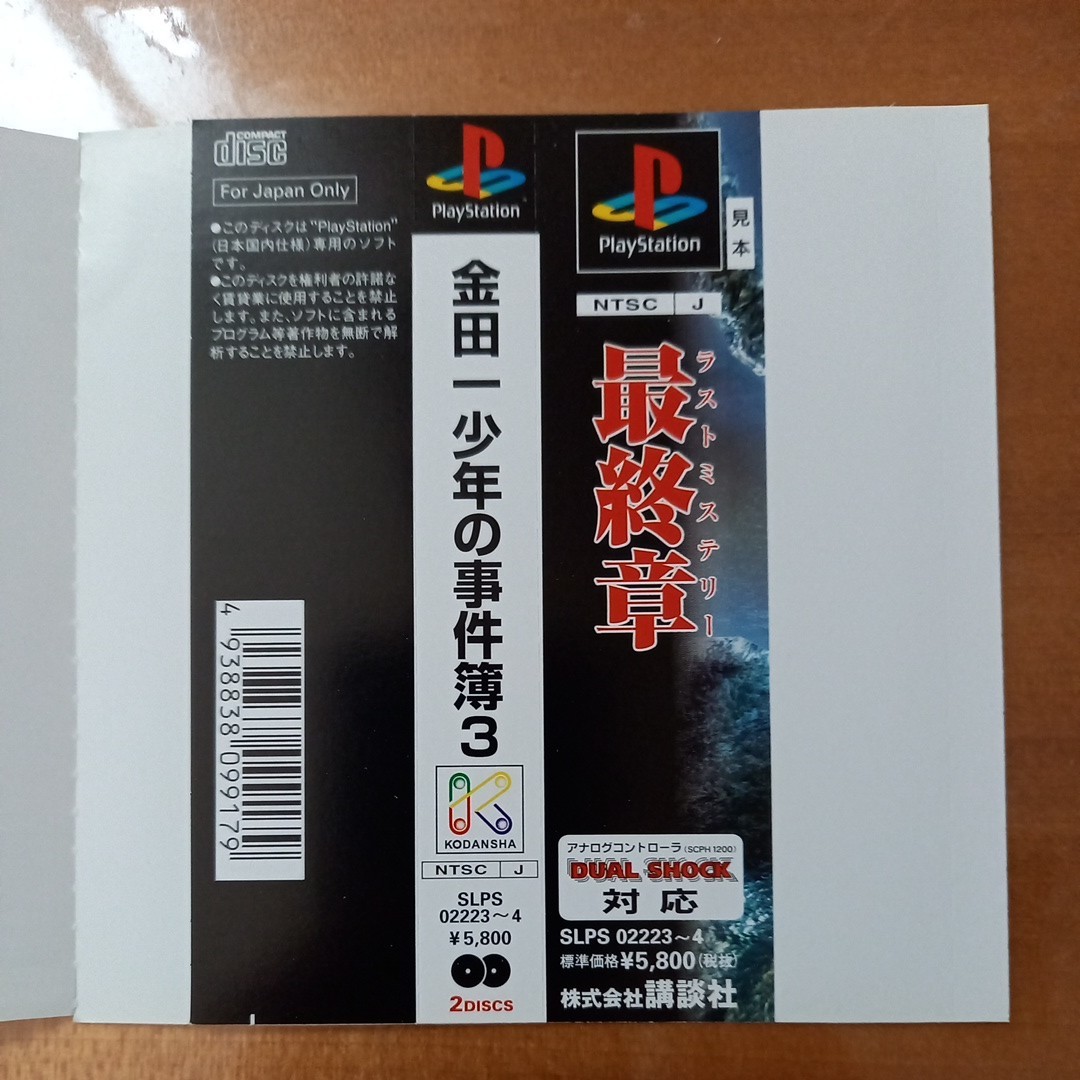 COMPACT
disc
For Japan Only
●このディスクは"PlayStation"
(日本国内仕様)専用のソフト
です。
●このディスクを権利者の許諾な
く賃貸業に使用することを禁止
します。また、ソフトに含まれる
プログラム等著作物を無断で解
析することを禁止します。
4 938838 099179
PlayStation
金田一少年の事件簿3
KODANSHA
NTSC J
SLPS
02223〜4
¥5,800
2DISCS
PlayStation
見本
NTSC J
最終章
ラストミステリー
アナログコントローラ(SCPH 1200)
DUAL SHOCK
対応
SLPS 02223〜4
標準価格¥5,800(税抜)
株式会社講談社